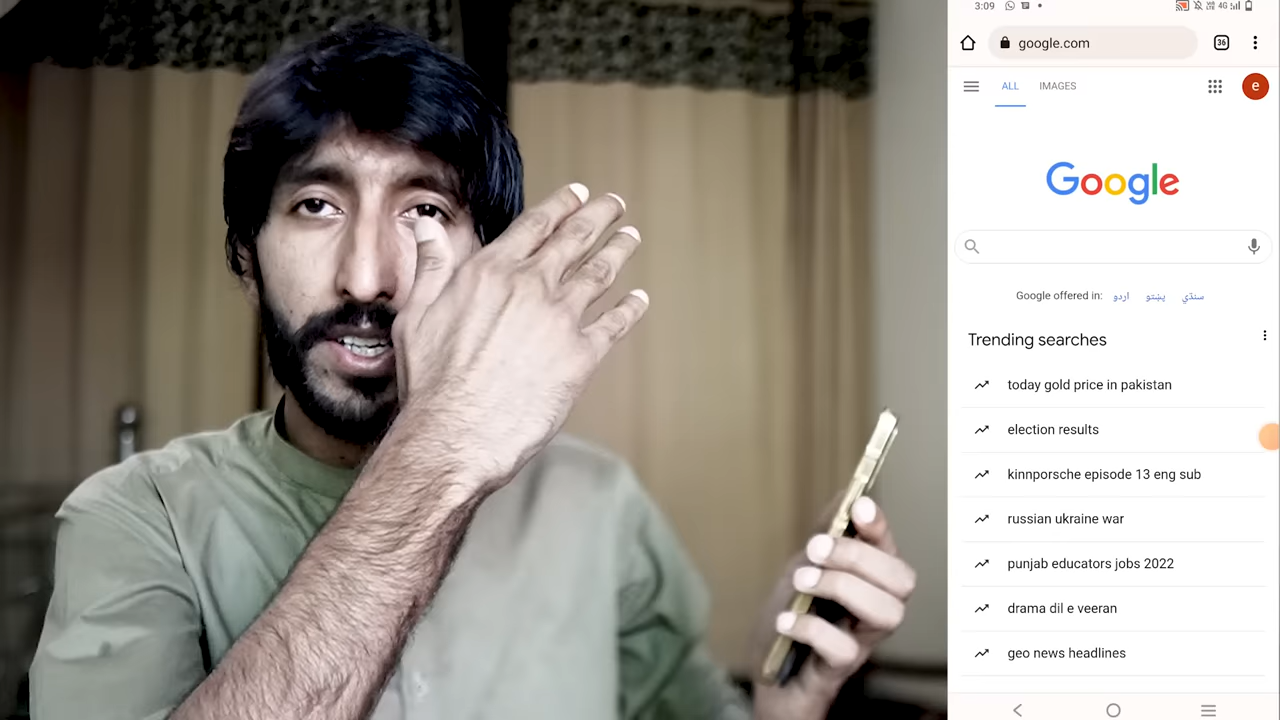 3:09
4G
google.com
36
ALL
IMAGES
e
Google
Google offered in: اردو پښتو سنڌي
Trending searches
today gold price in pakistan
election results
kinnporsche episode 13 eng sub
russian ukraine war
punjab educators jobs 2022
drama dil e veeran
geo news headlines